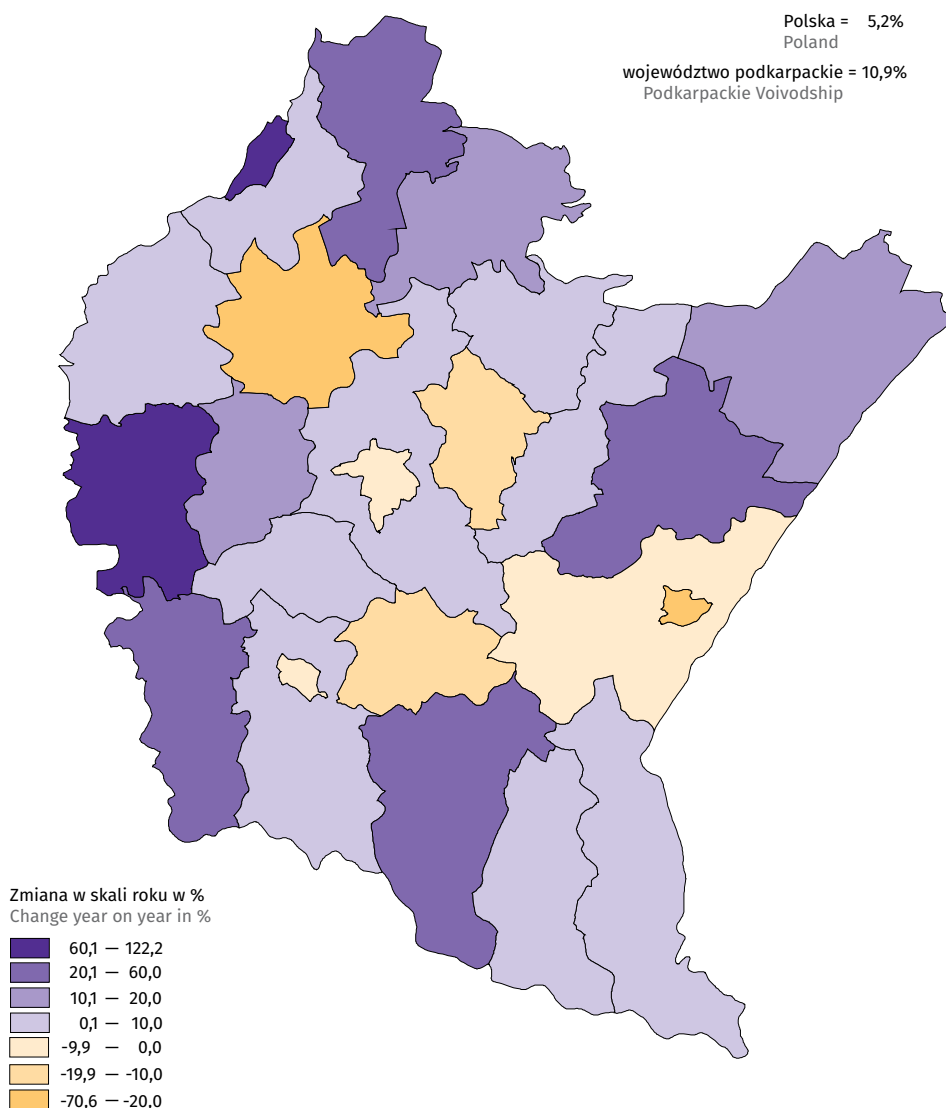 Polska = 5,2%
Poland
województwo podkarpackie = 10,9%
Podkarpackie Voivodship
Zmiana w skali roku w %
Change year on year in %
60,1 — 122,2
20,1 — 60,0
10,1 — 20,0
0,1 — 10,0
-9,9 — 0,0
-19,9 — -10,0
-70,6 — -20,0